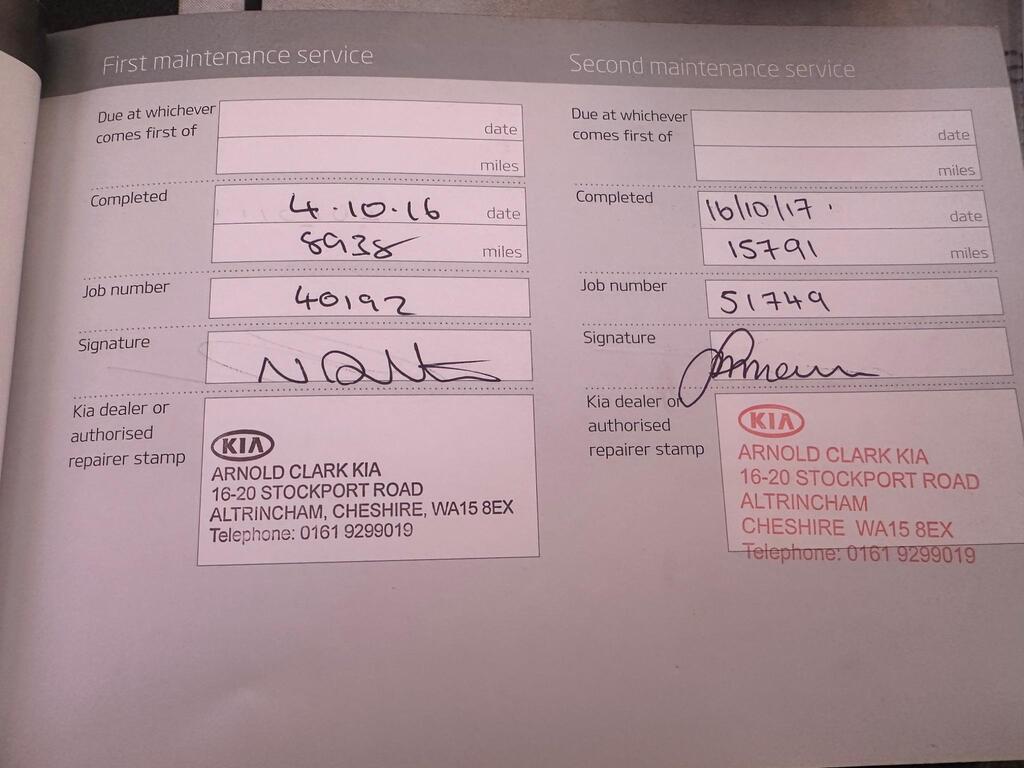 First maintenance service
Due at whichever
comes first of
date
miles
Completed
4.10.16 date
8938 miles
Job number
40192
Signature
Kia dealer or
authorised
repairer stamp
KIA
ARNOLD CLARK KIA
16-20 STOCKPORT ROAD
ALTRINCHAM, CHESHIRE, WA15 8EX
Telephone: 0161 9299019
Second maintenance service
Due at whichever
comes first of
date
miles
Completed
16/10/17. date
15791 miles
Job number
51749
Signature
Kia dealer or
authorised
repairer stamp
KIA
ARNOLD CLARK KIA
16-20 STOCKPORT ROAD
ALTRINCHAM
CHESHIRE WA15 8EX
Telephone: 0161 9299019